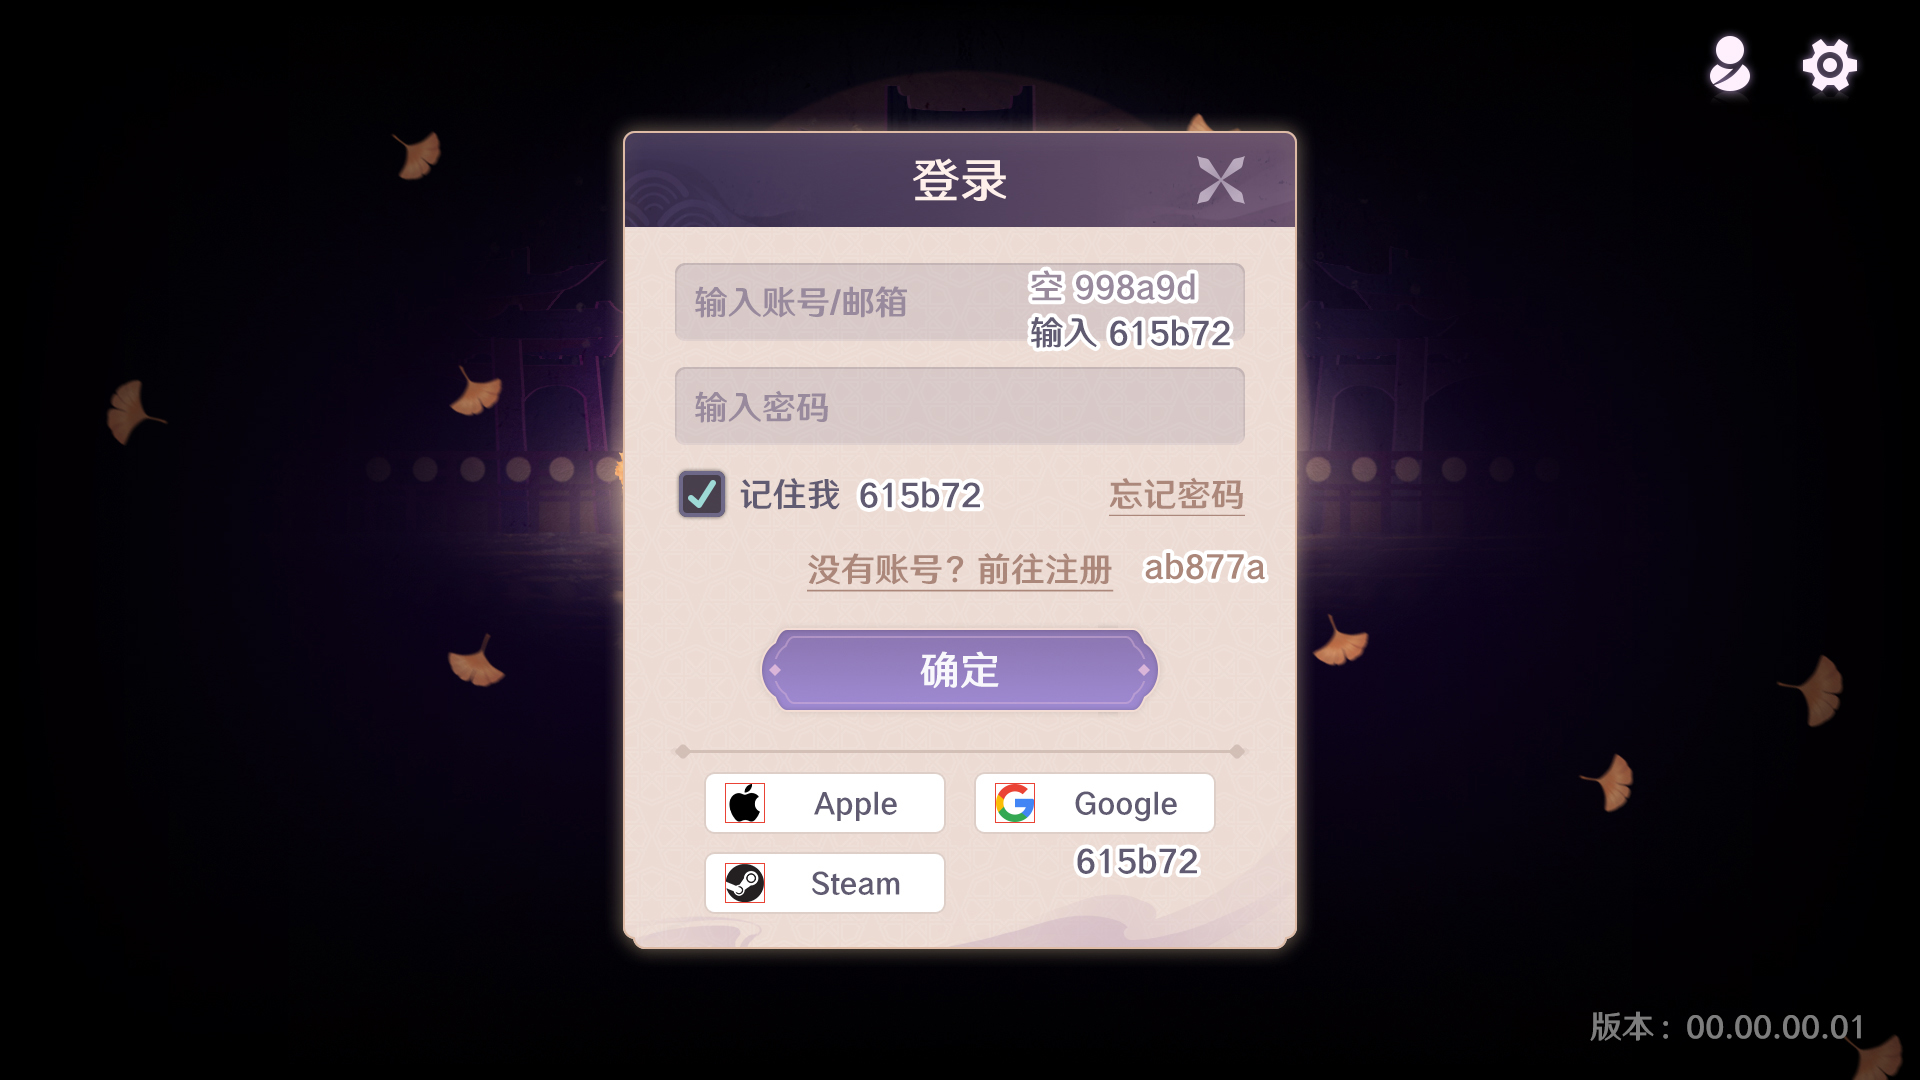 登录
输入账号/邮箱
空 998a9d
输入 615b72
输入密码
记住我 615b72 忘记密码
没有账号？前往注册 ab877a
确定
Apple Google
615b72
Steam
版本：00.00.00.01